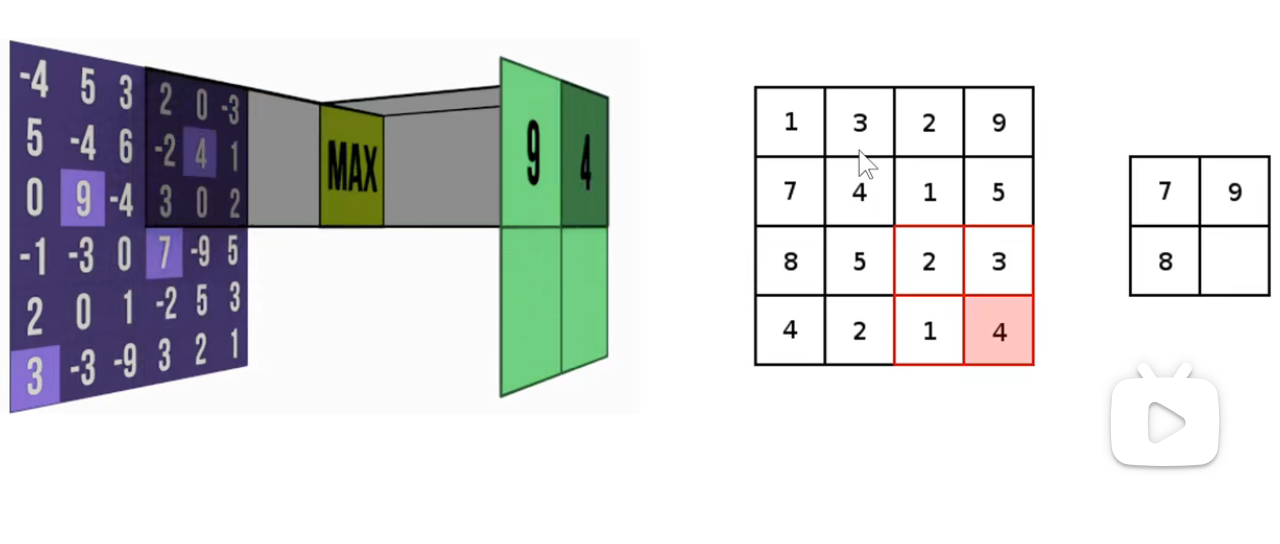 -4 5 3 2 0 -3
5 -4 6 -2 4 1
0 9 -4 3 0 2
-1 -3 0 7 -9 5
2 0 1 -2 5 3
3 -3 -9 3 2 1
MAX
9 4
1 3 2 9
7 4 1 5
8 5 2 3
4 2 1 4
7 9
8